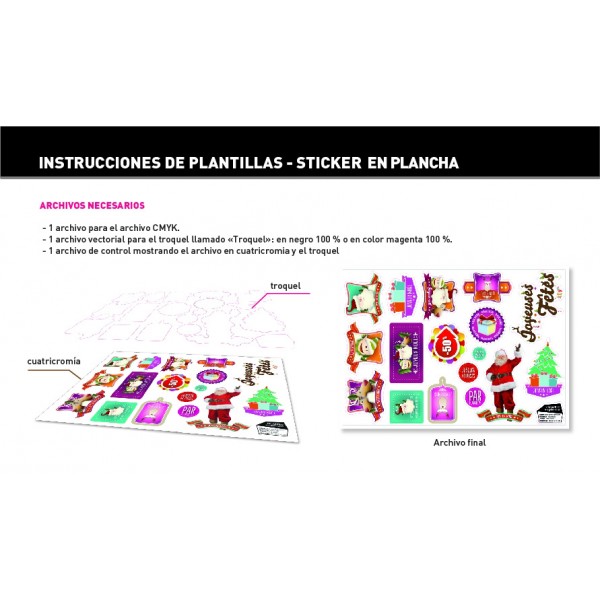 INSTRUCCIONES DE PLANTILLAS - STICKER EN PLANCHA
ARCHIVOS NECESARIOS
- 1 archivo para el archivo CMYK.
- 1 archivo vectorial para el troquel llamado «Troquel»: en negro 100 % o en color magenta 100 %.
- 1 archivo de control mostrando el archivo en cuatricromia y el troquel
troquel
cuatricromía
Joyeuses
Fêtes
-50%
PAR
Joyeuses
Fêtes
-50%
PAR
Archivo final